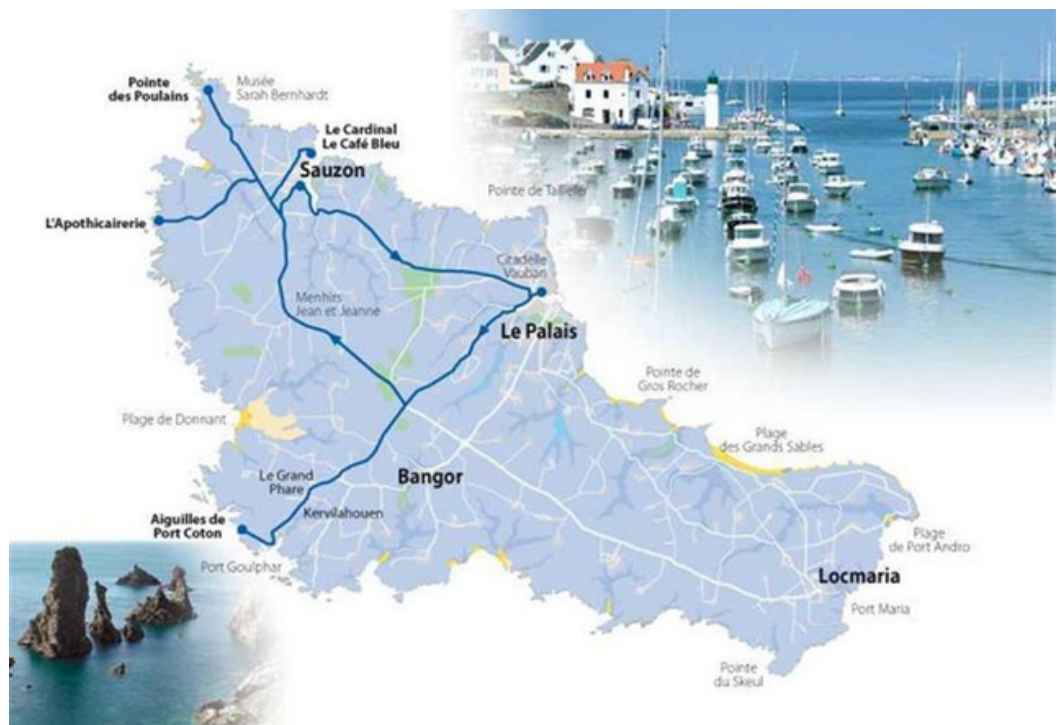 Pointe
des Poulains
Musée
Sarah Bernhardt
Le Cardinal
Le Café Bleu
Sauzon
L'Apothicairerie
Pointe de Taillefer
Citadelle
Vauban
Menhirs
Jean et Jeanne
Le Palais
Pointe de
Gros Rocher
Plage de Donnant
Plage
des Grands Sables
Bangor
Le Grand
Phare
Kervilahouen
Aiguilles de
Port Coton
Port Goulphar
Plage
de Port Andro
Locmaria
Port Maria
Pointe
du Skeul